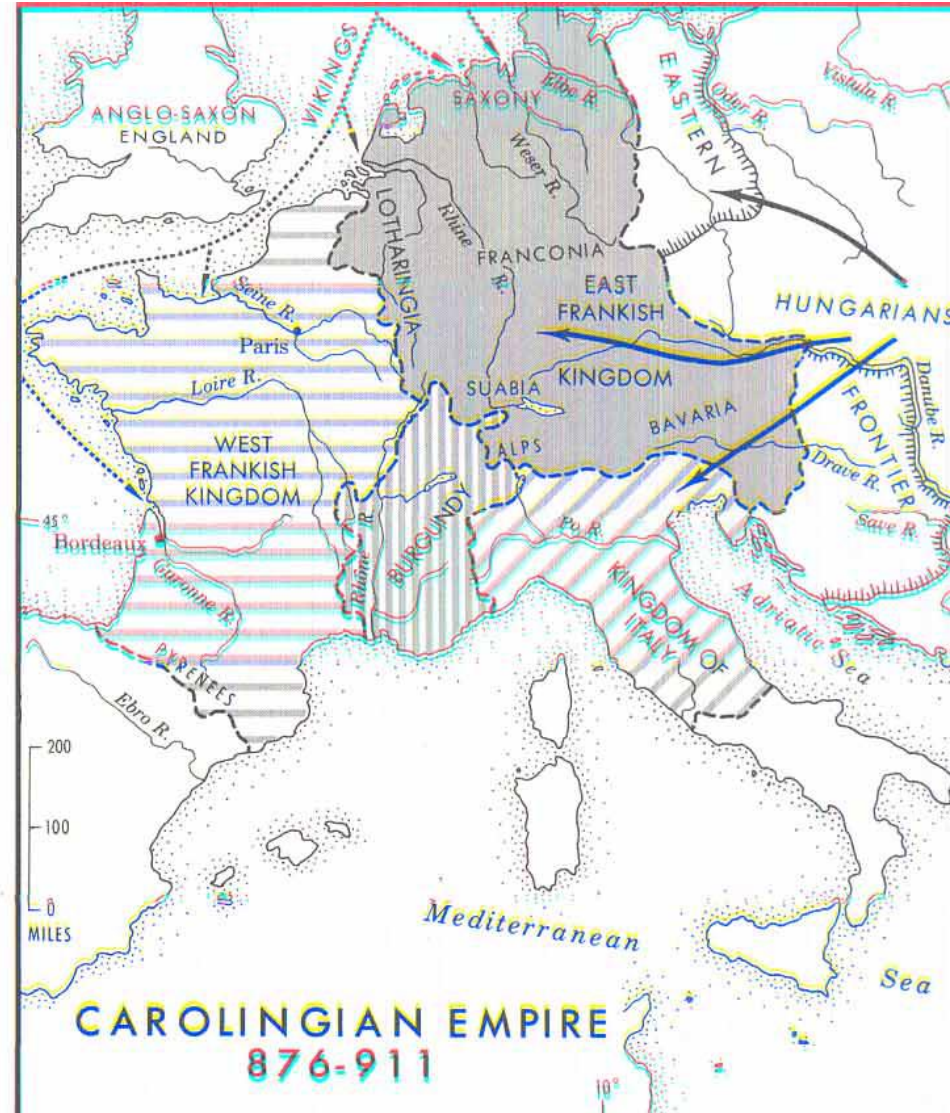 VIKINGS
ANGLO-SAXON
ENGLAND
SAXONY
Elbe R.
EASTERN
Oder R.
Vistula R.
Weser R.
LOTHARINGIA
Rhine
R.
FRANCONIA
EAST
FRANKISH
KINGDOM
HUNGARIANS
Seine R.
Paris
Loire R.
SUABIA
BAVARIA
Danube R.
FRONTIER
WEST
FRANKISH
KINGDOM
ALPS
Drave R.
45°
Bordeaux
Rhône R.
BURGUNDY
Po R.
Save R.
Garonne R.
KINGDOM OF
ITALY
Adriatic
Sea
PYRENEES
Ebro R.
200
100
0
MILES
Mediterranean
Sea
CAROLINGIAN EMPIRE
876-911
10°